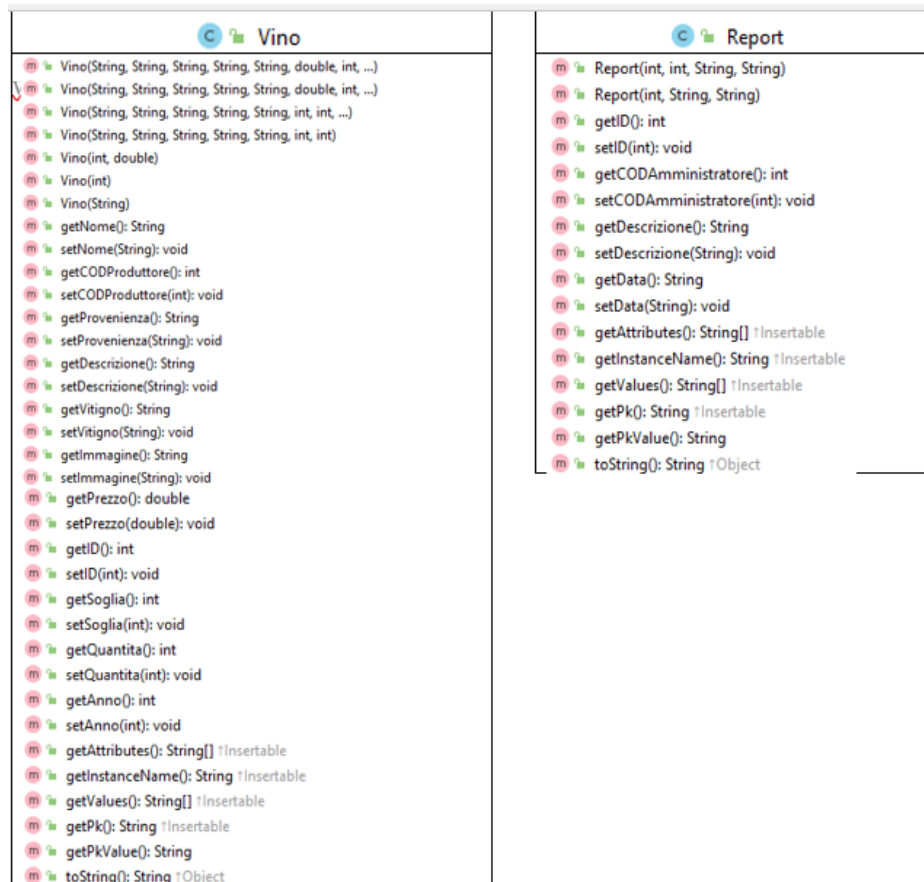 Vino
Vino(String, String, String, String, String, double, int, ...)
Vino(String, String, String, String, String, double, int, ...)
Vino(String, String, String, String, String, String, int, int, ...)
Vino(String, String, String, String, String, String, int, int)
Vino(int, double)
Vino(int)
Vino(String)
getNome(): String
setNome(String): void
getCODProduttore(): int
setCODProduttore(int): void
getProvenienza(): String
setProvenienza(String): void
getDescrizione(): String
setDescrizione(String): void
getVitigno(): String
setVitigno(String): void
getImmagine(): String
setImmagine(String): void
getPrezzo(): double
setPrezzo(double): void
getID(): int
setID(int): void
getSoglia(): int
setSoglia(int): void
getQuantita(): int
setQuantita(int): void
getAnno(): int
setAnno(int): void
getAttributes(): String[] ↑Insertable
getInstanceName(): String ↑Insertable
getValues(): String[] ↑Insertable
getPk(): String ↑Insertable
getPkValue(): String
toString(): String ↑Object
Report
Report(int, int, String, String)
Report(int, String, String)
getID(): int
setID(int): void
getCODAmministratore(): int
setCODAmministratore(int): void
getDescrizione(): String
setDescrizione(String): void
getData(): String
setData(String): void
getAttributes(): String[] ↑Insertable
getInstanceName(): String ↑Insertable
getValues(): String[] ↑Insertable
getPk(): String ↑Insertable
getPkValue(): String
toString(): String ↑Object